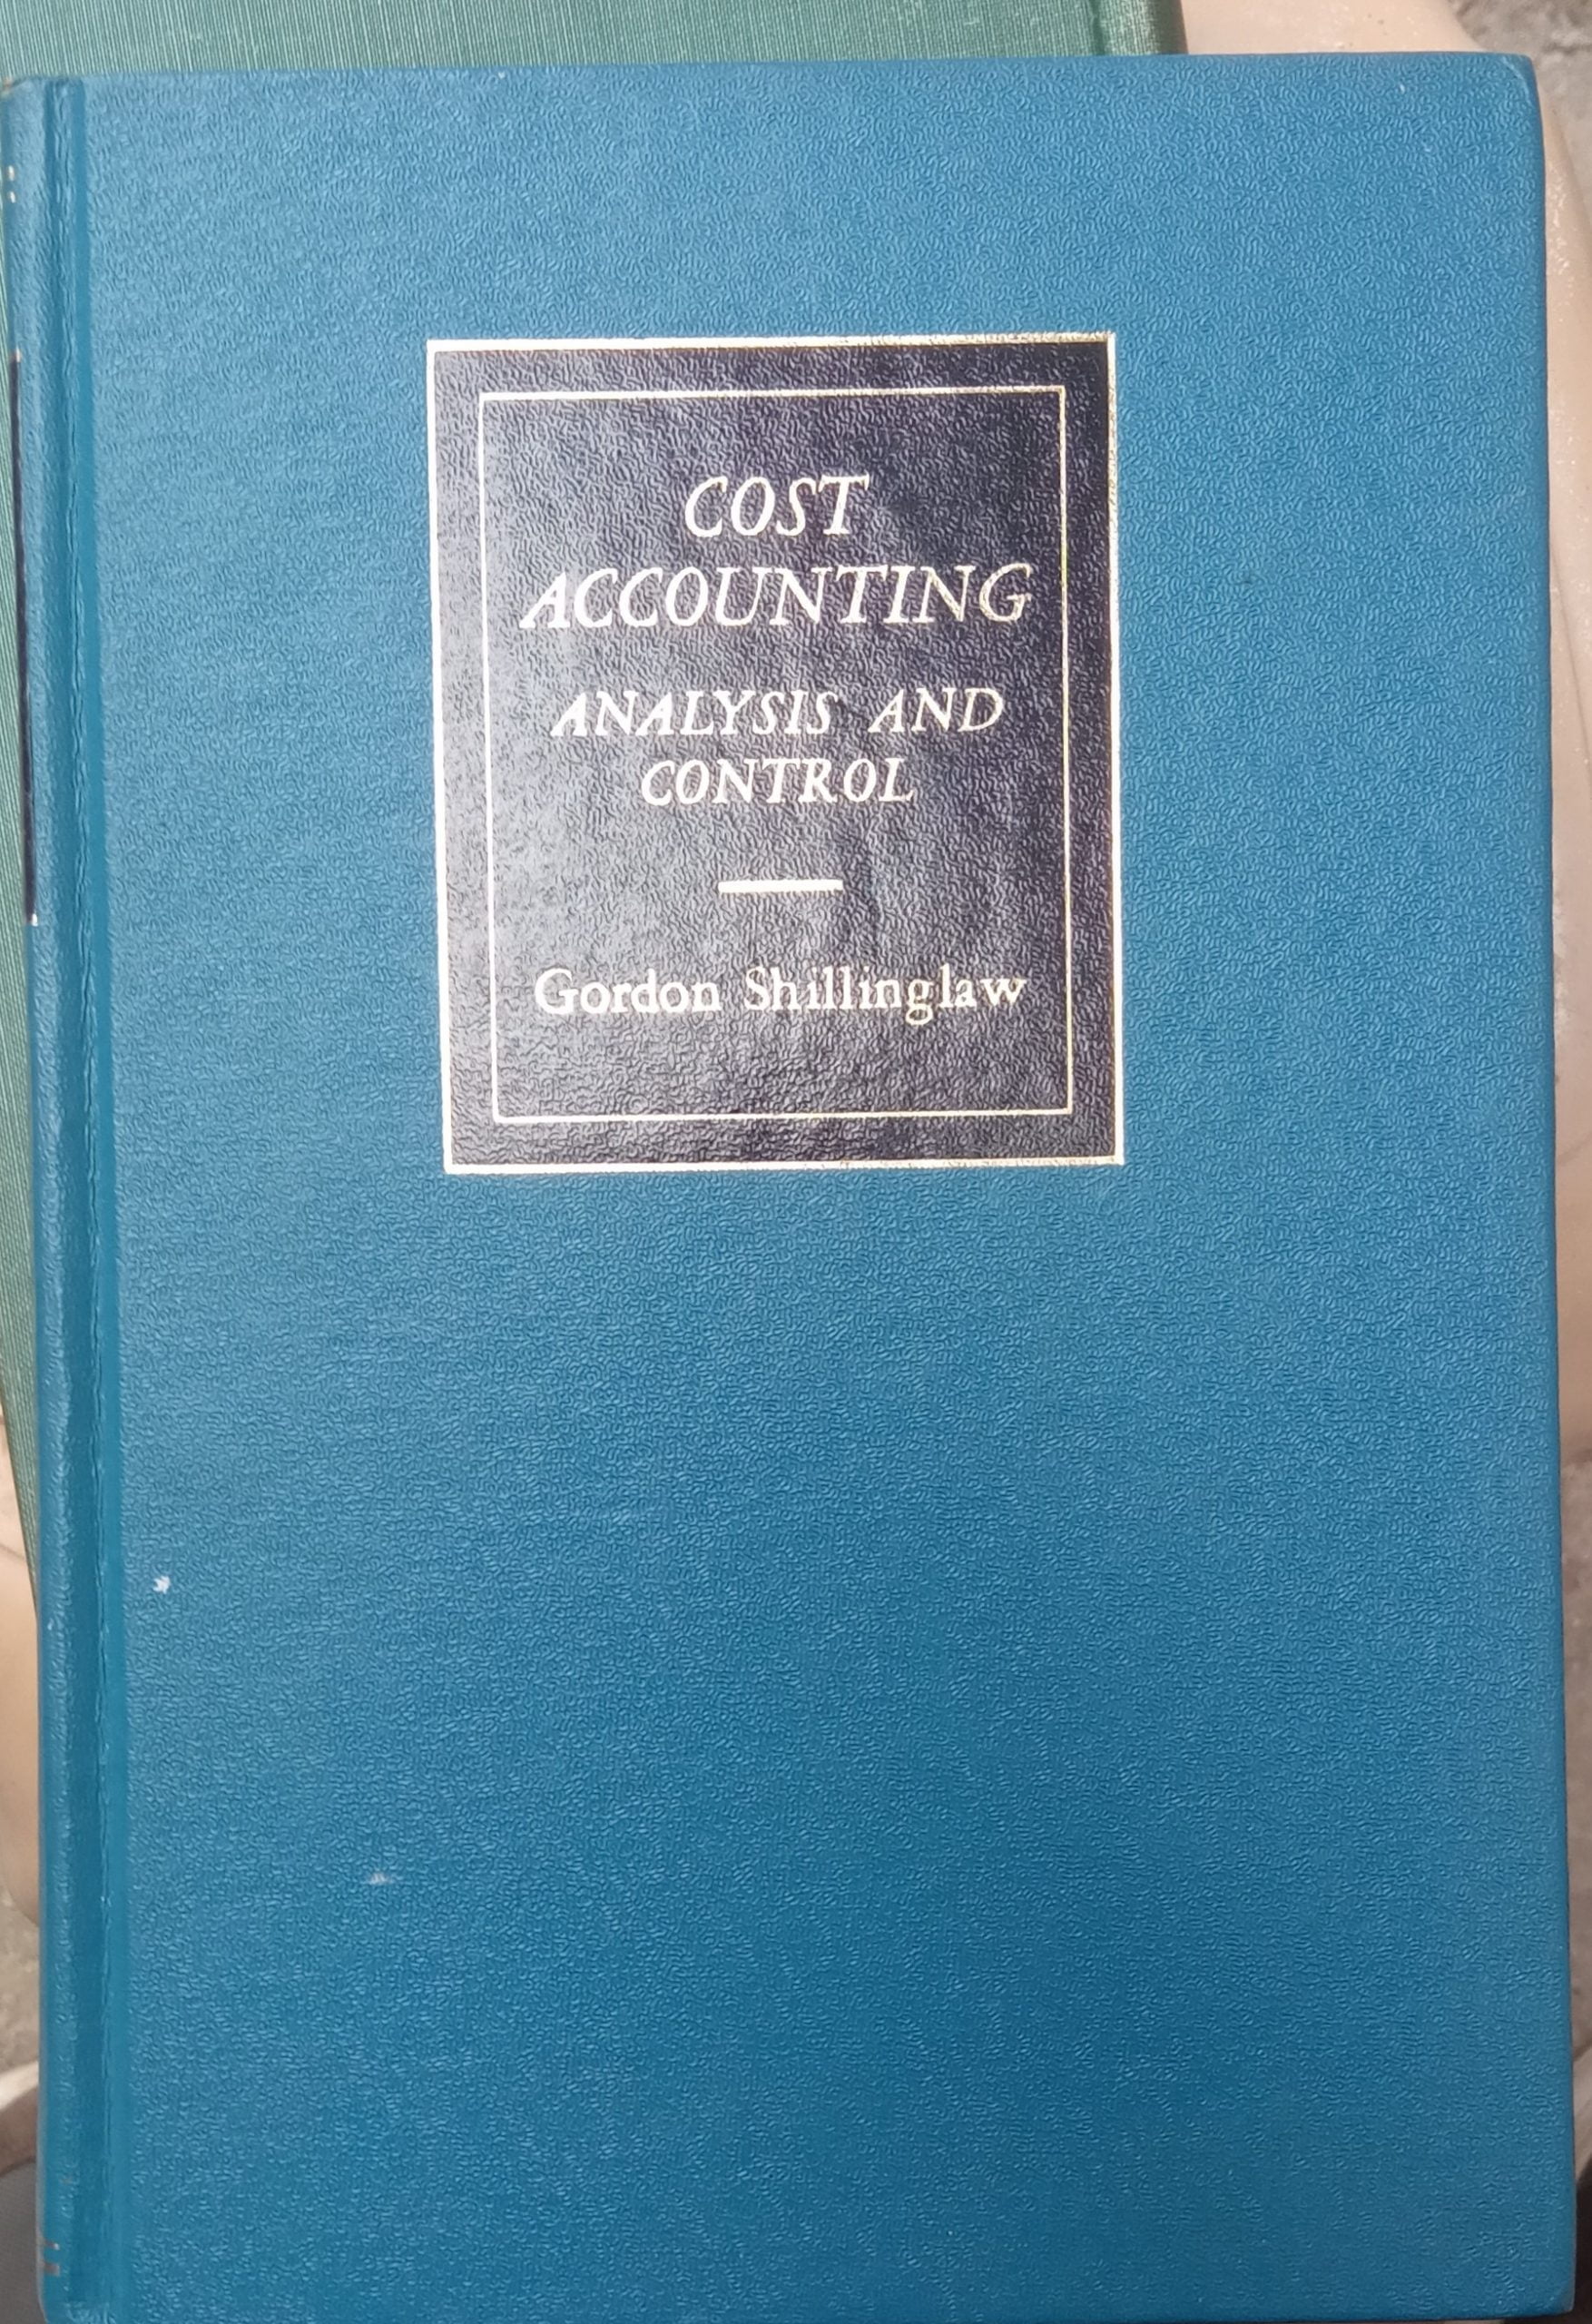 COST
ACCOUNTING
ANALYSIS AND
CONTROL
Gordon Shillinglaw